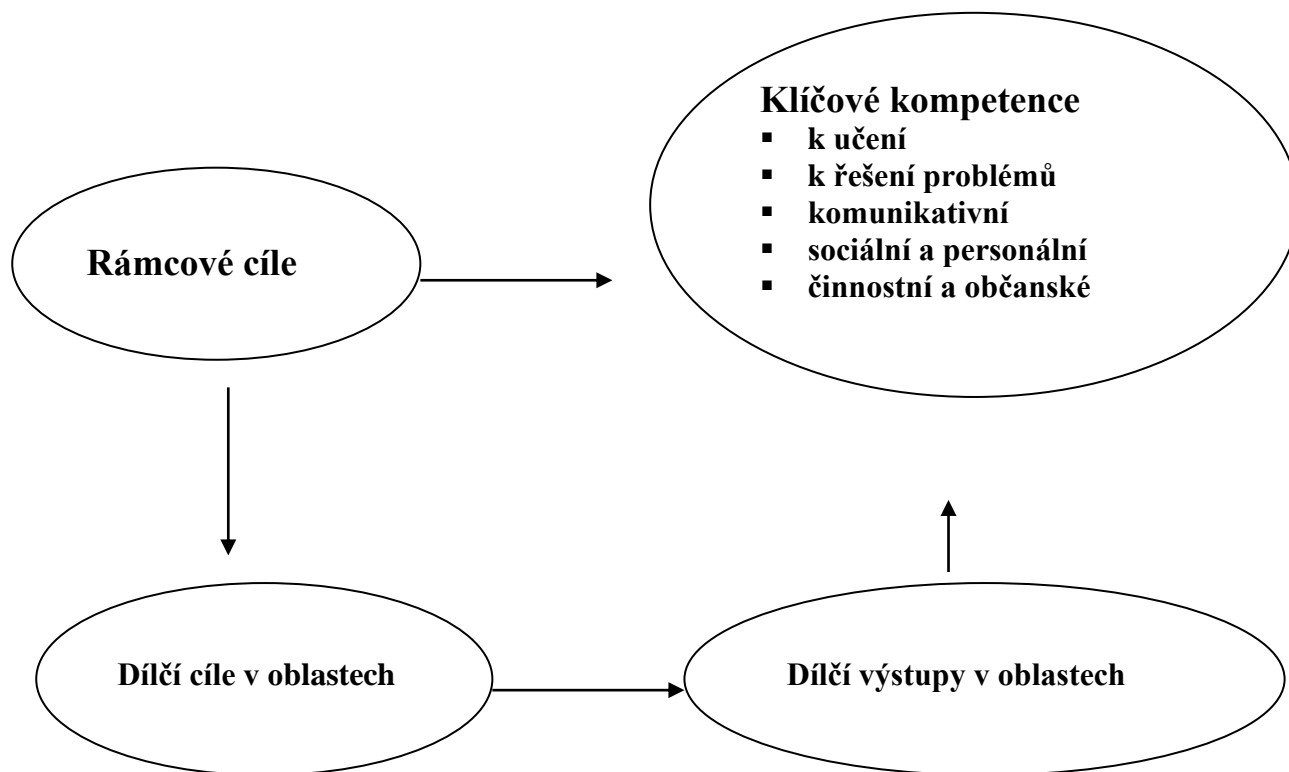 Klíčové kompetence
▪ k učení
▪ k řešení problémů
▪ komunikativní
▪ sociální a personální
▪ činnostní a občanské
Rámcové cíle
Dílčí cíle v oblastech
Dílčí výstupy v oblastech